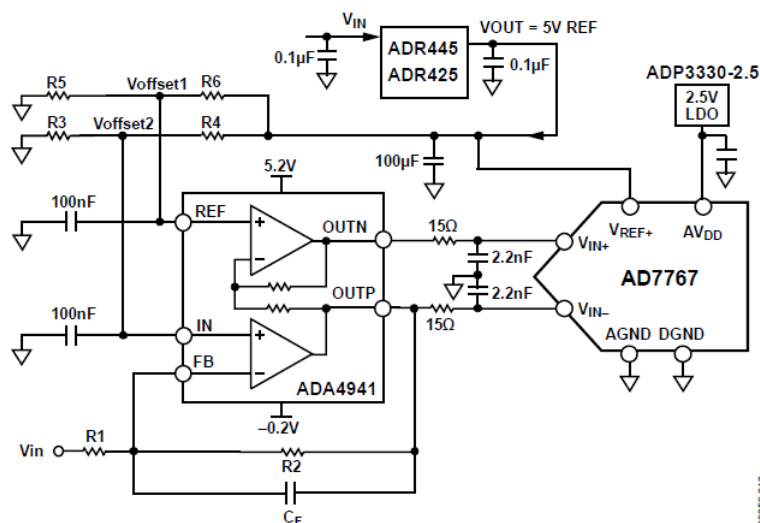 VIN
VOUT = 5V REF
ADR445
ADR425
0.1µF
0.1µF
ADP3330-2.5
2.5V
LDO
R5
Voffset1
R6
R3
Voffset2
R4
100µF
5.2V
100nF
REF
OUTN
15Ω
VIN+
VREF+
AVDD
2.2nF
AD7767
2.2nF
OUTP
100nF
IN
15Ω
VIN–
FB
AGND
DGND
ADA4941
–0.2V
Vin
R1
R2
CF